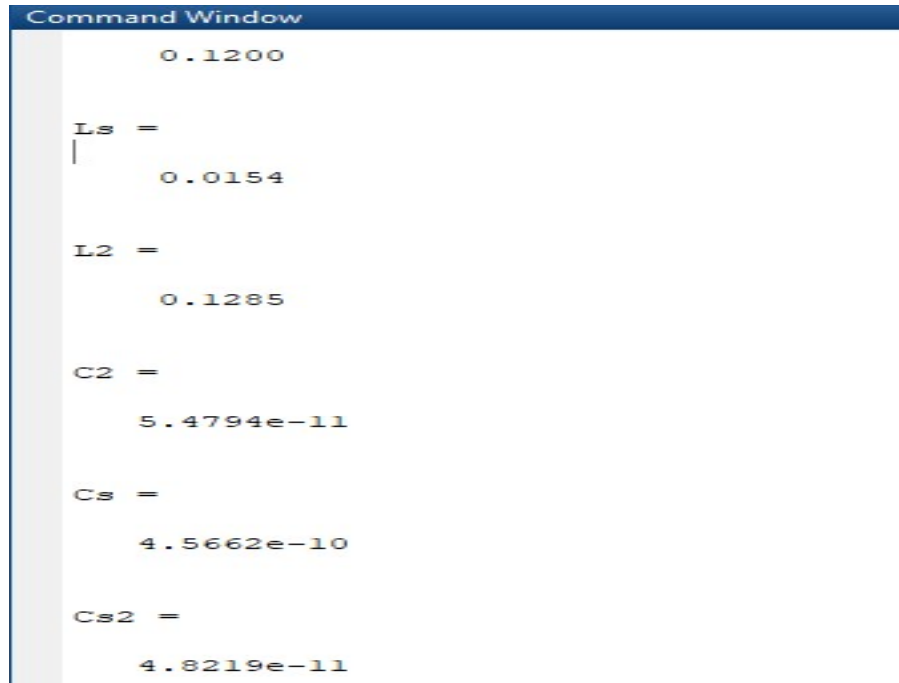 Command Window
0.1200
Ls =
0.0154
L2 =
0.1285
C2 =
5.4794e-11
Cs =
4.5662e-10
Cs2 =
4.8219e-11